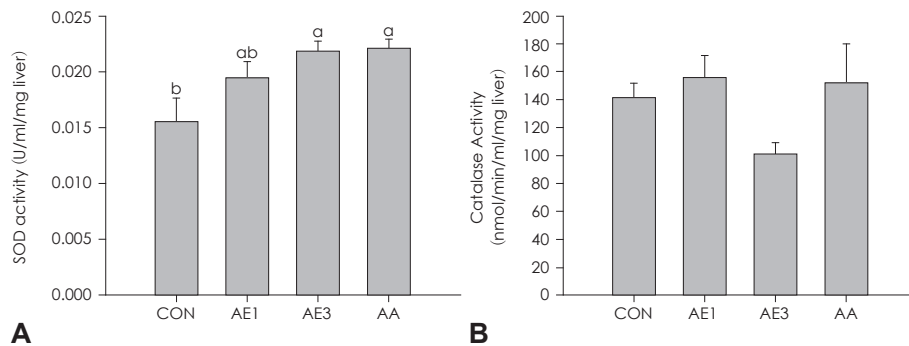 SOD activity (U/ml/mg liver)
0.025
0.020
0.015
0.010
0.005
0.000
b
ab
a
a
CON
AE1
AE3
AA
A
Catalase Activity
(nmol/min/ml/mg liver)
200
180
160
140
120
100
80
60
40
20
0
CON
AE1
AE3
AA
B